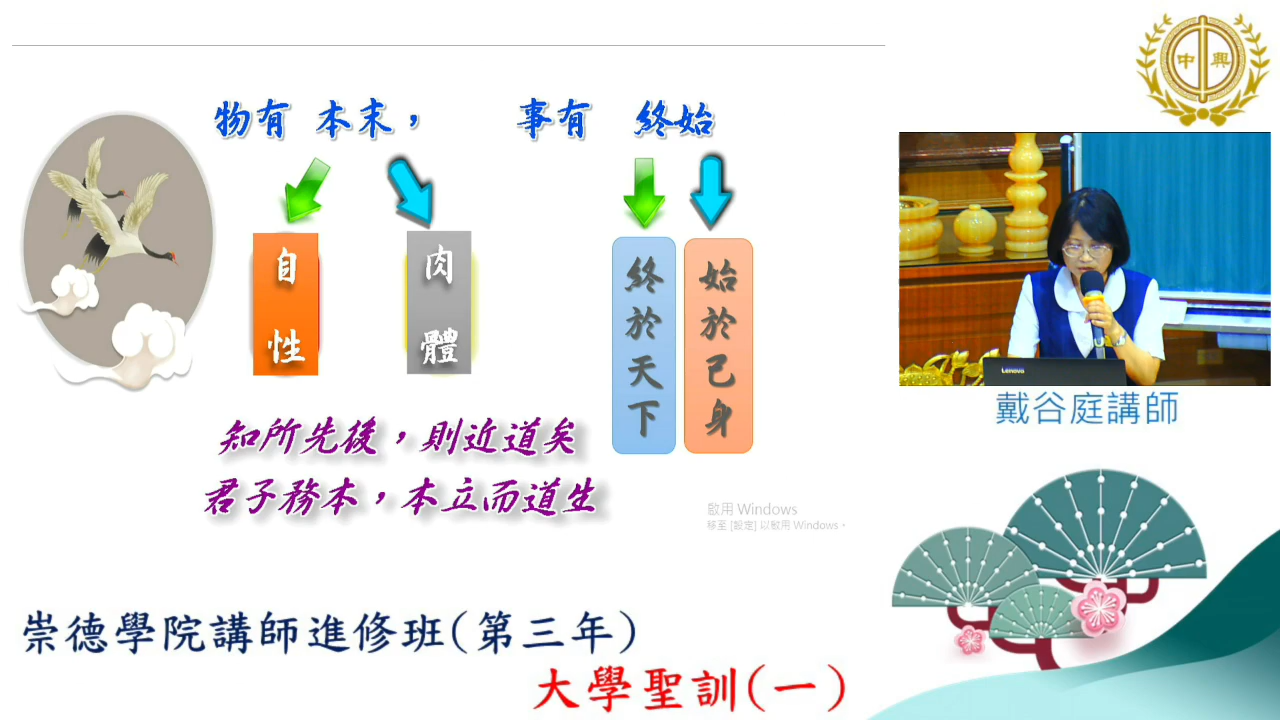 中興
物有 本末， 事有 終始
自性
肉體
終於天下
始於己身
知所先後，則近道矣
君子務本，本立而道生
Lenovo
戴谷庭講師
啟用 Windows
移至 [設定] 以啟用 Windows。
崇德學院講師進修班(第三年)
大學聖訓(一)